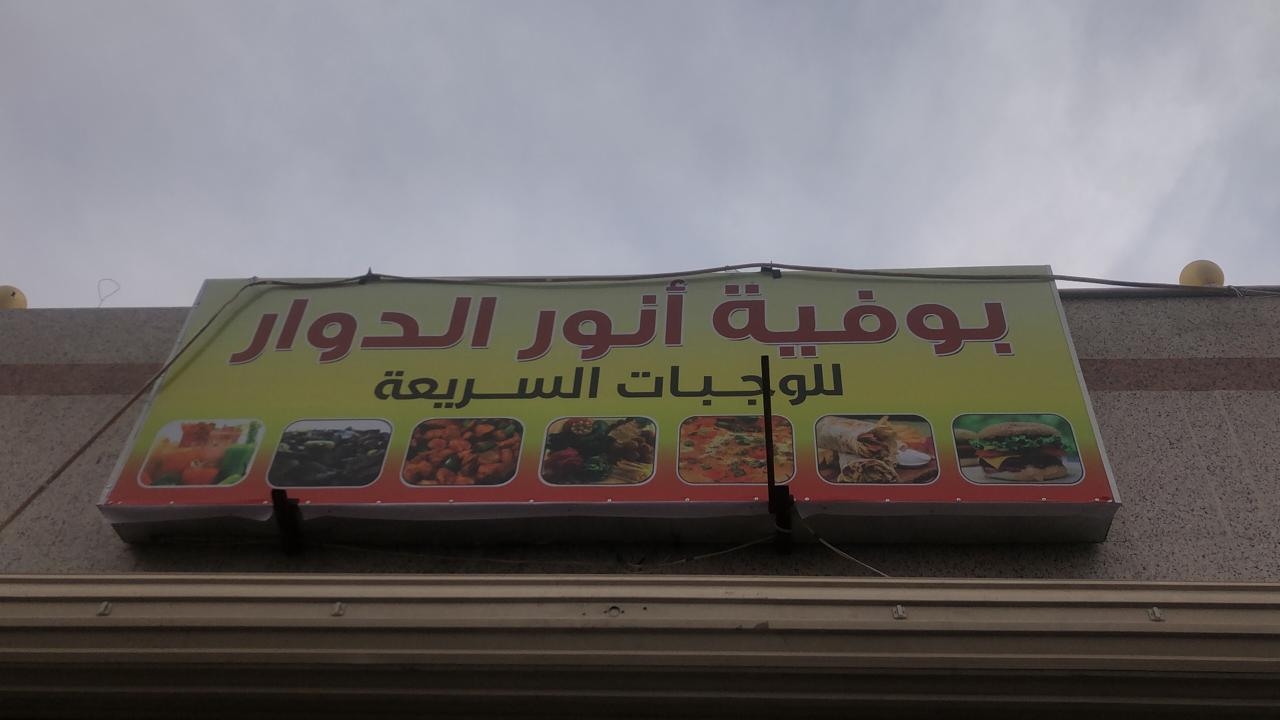 بوفية أنور الدوار
للوجبات السريعة